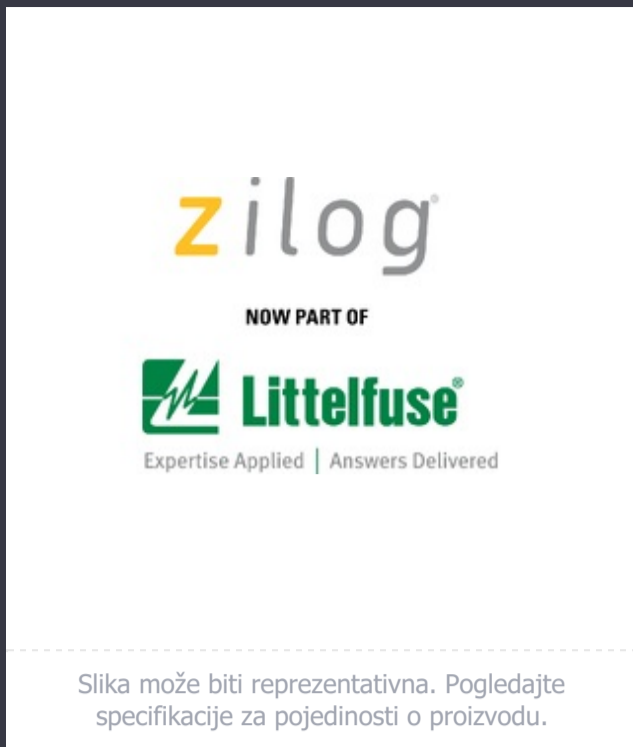 zilog®
NOW PART OF
Littelfuse®
Expertise Applied | Answers Delivered
Slika može biti reprezentativna. Pogledajte
specifikacije za pojedinosti o proizvodu.